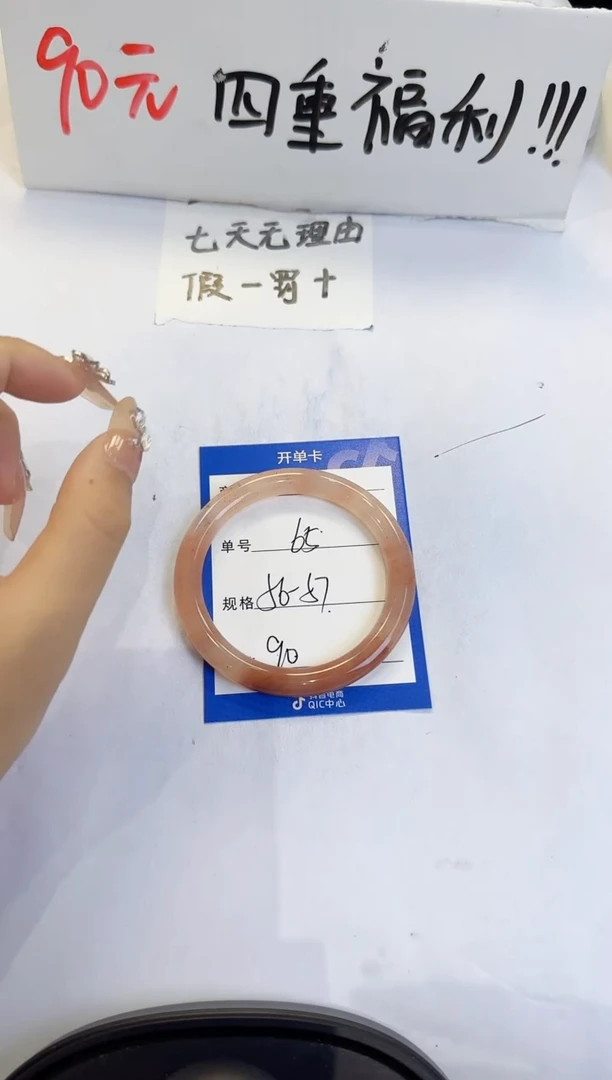 90元 四重福利!!!
七天无理由
假一罚十
开单卡
单号 65
规格 56-57
90
抖音电商
QIC中心